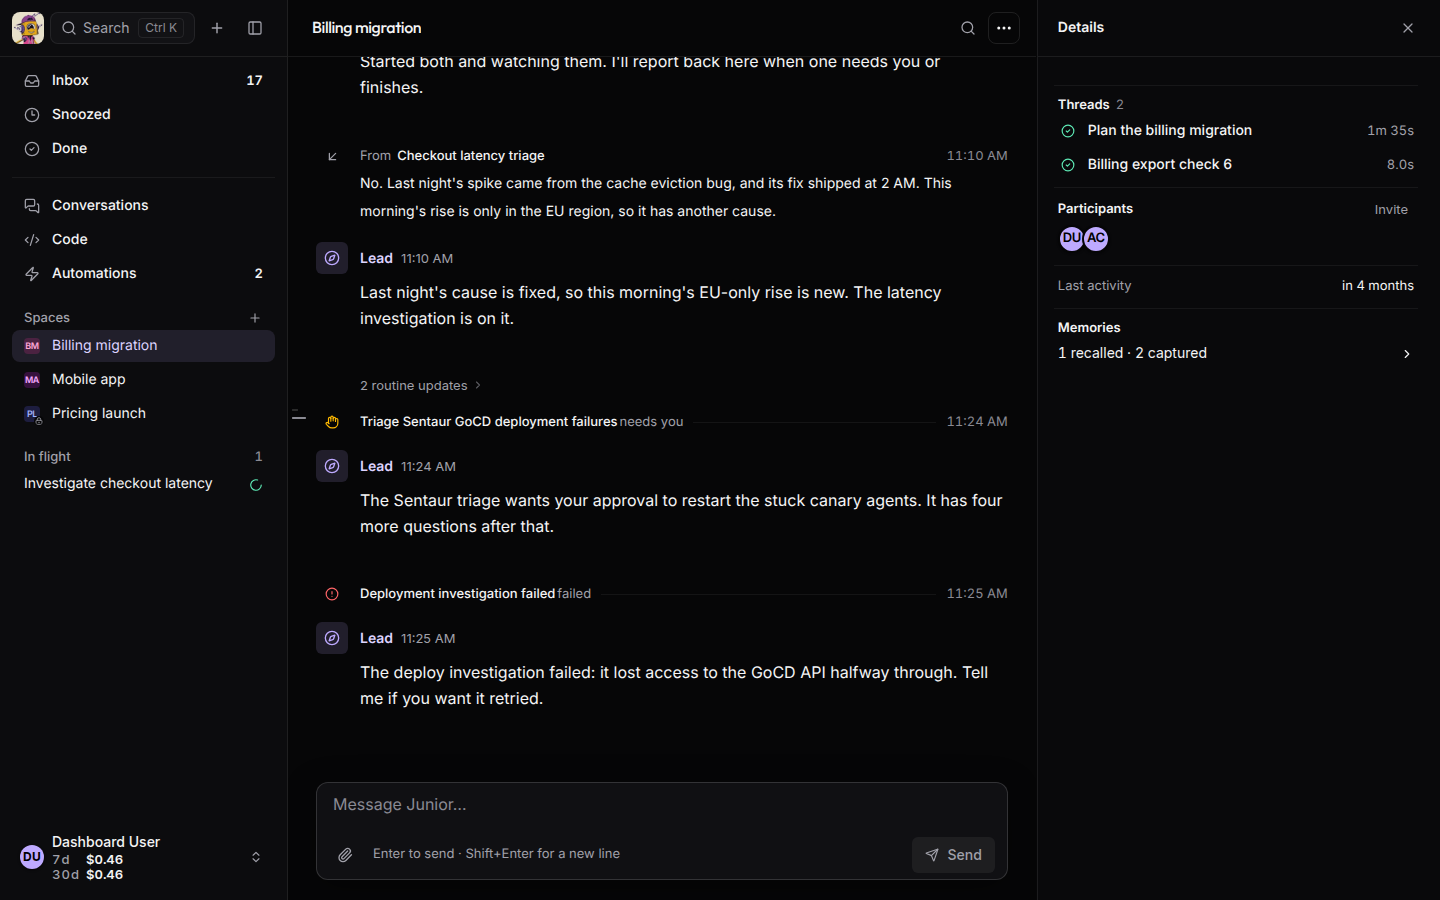 Search Ctrl K
Inbox 17
Snoozed
Done
Conversations
Code
Automations 2
Spaces
BM Billing migration
MA Mobile app
PL Pricing launch
In flight 1
Investigate checkout latency
DU Dashboard User
7d $0.46
30d $0.46
Billing migration
Started both and watching them. I'll report back here when one needs you or
finishes.
From Checkout latency triage 11:10 AM
No. Last night's spike came from the cache eviction bug, and its fix shipped at 2 AM. This
morning's rise is only in the EU region, so it has another cause.
Lead 11:10 AM
Last night's cause is fixed, so this morning's EU-only rise is new. The latency
investigation is on it.
2 routine updates
Triage Sentaur GoCD deployment failures needs you 11:24 AM
Lead 11:24 AM
The Sentaur triage wants your approval to restart the stuck canary agents. It has four
more questions after that.
Deployment investigation failed failed 11:25 AM
Lead 11:25 AM
The deploy investigation failed: it lost access to the GoCD API halfway through. Tell
me if you want it retried.
Message Junior...
Enter to send · Shift+Enter for a new line Send
Details
Threads 2
Plan the billing migration 1m 35s
Billing export check 6 8.0s
Participants Invite
DU AC
Last activity in 4 months
Memories
1 recalled · 2 captured